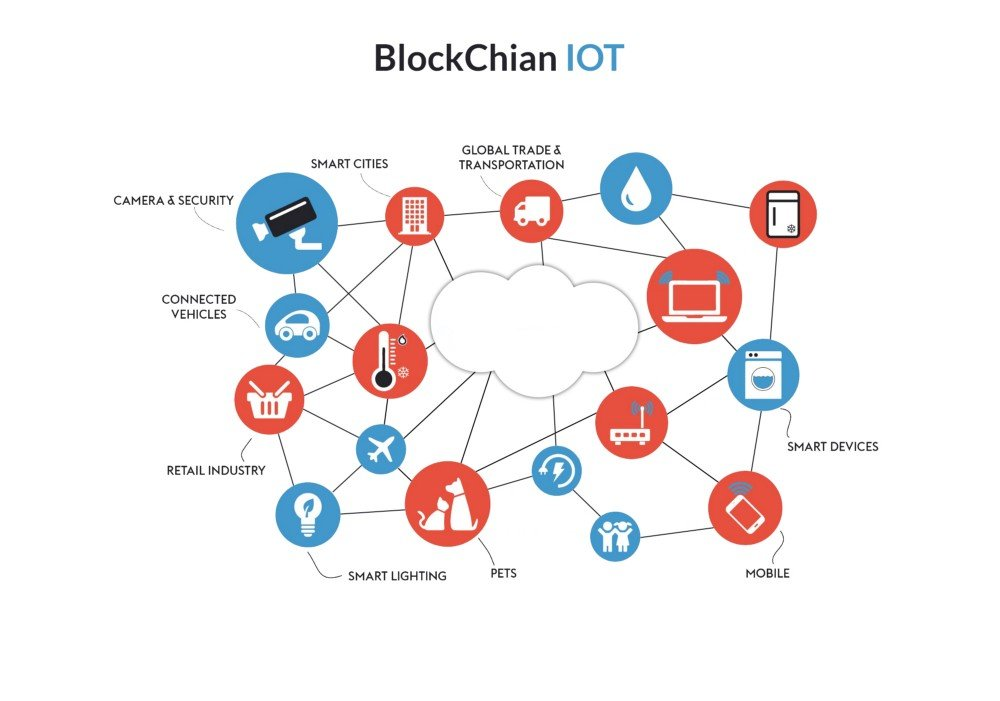 BlockChian IOT
GLOBAL TRADE &
TRANSPORTATION
SMART CITIES
CAMERA & SECURITY
CONNECTED
VEHICLES
SMART DEVICES
RETAIL INDUSTRY
SMART LIGHTING
PETS
MOBILE